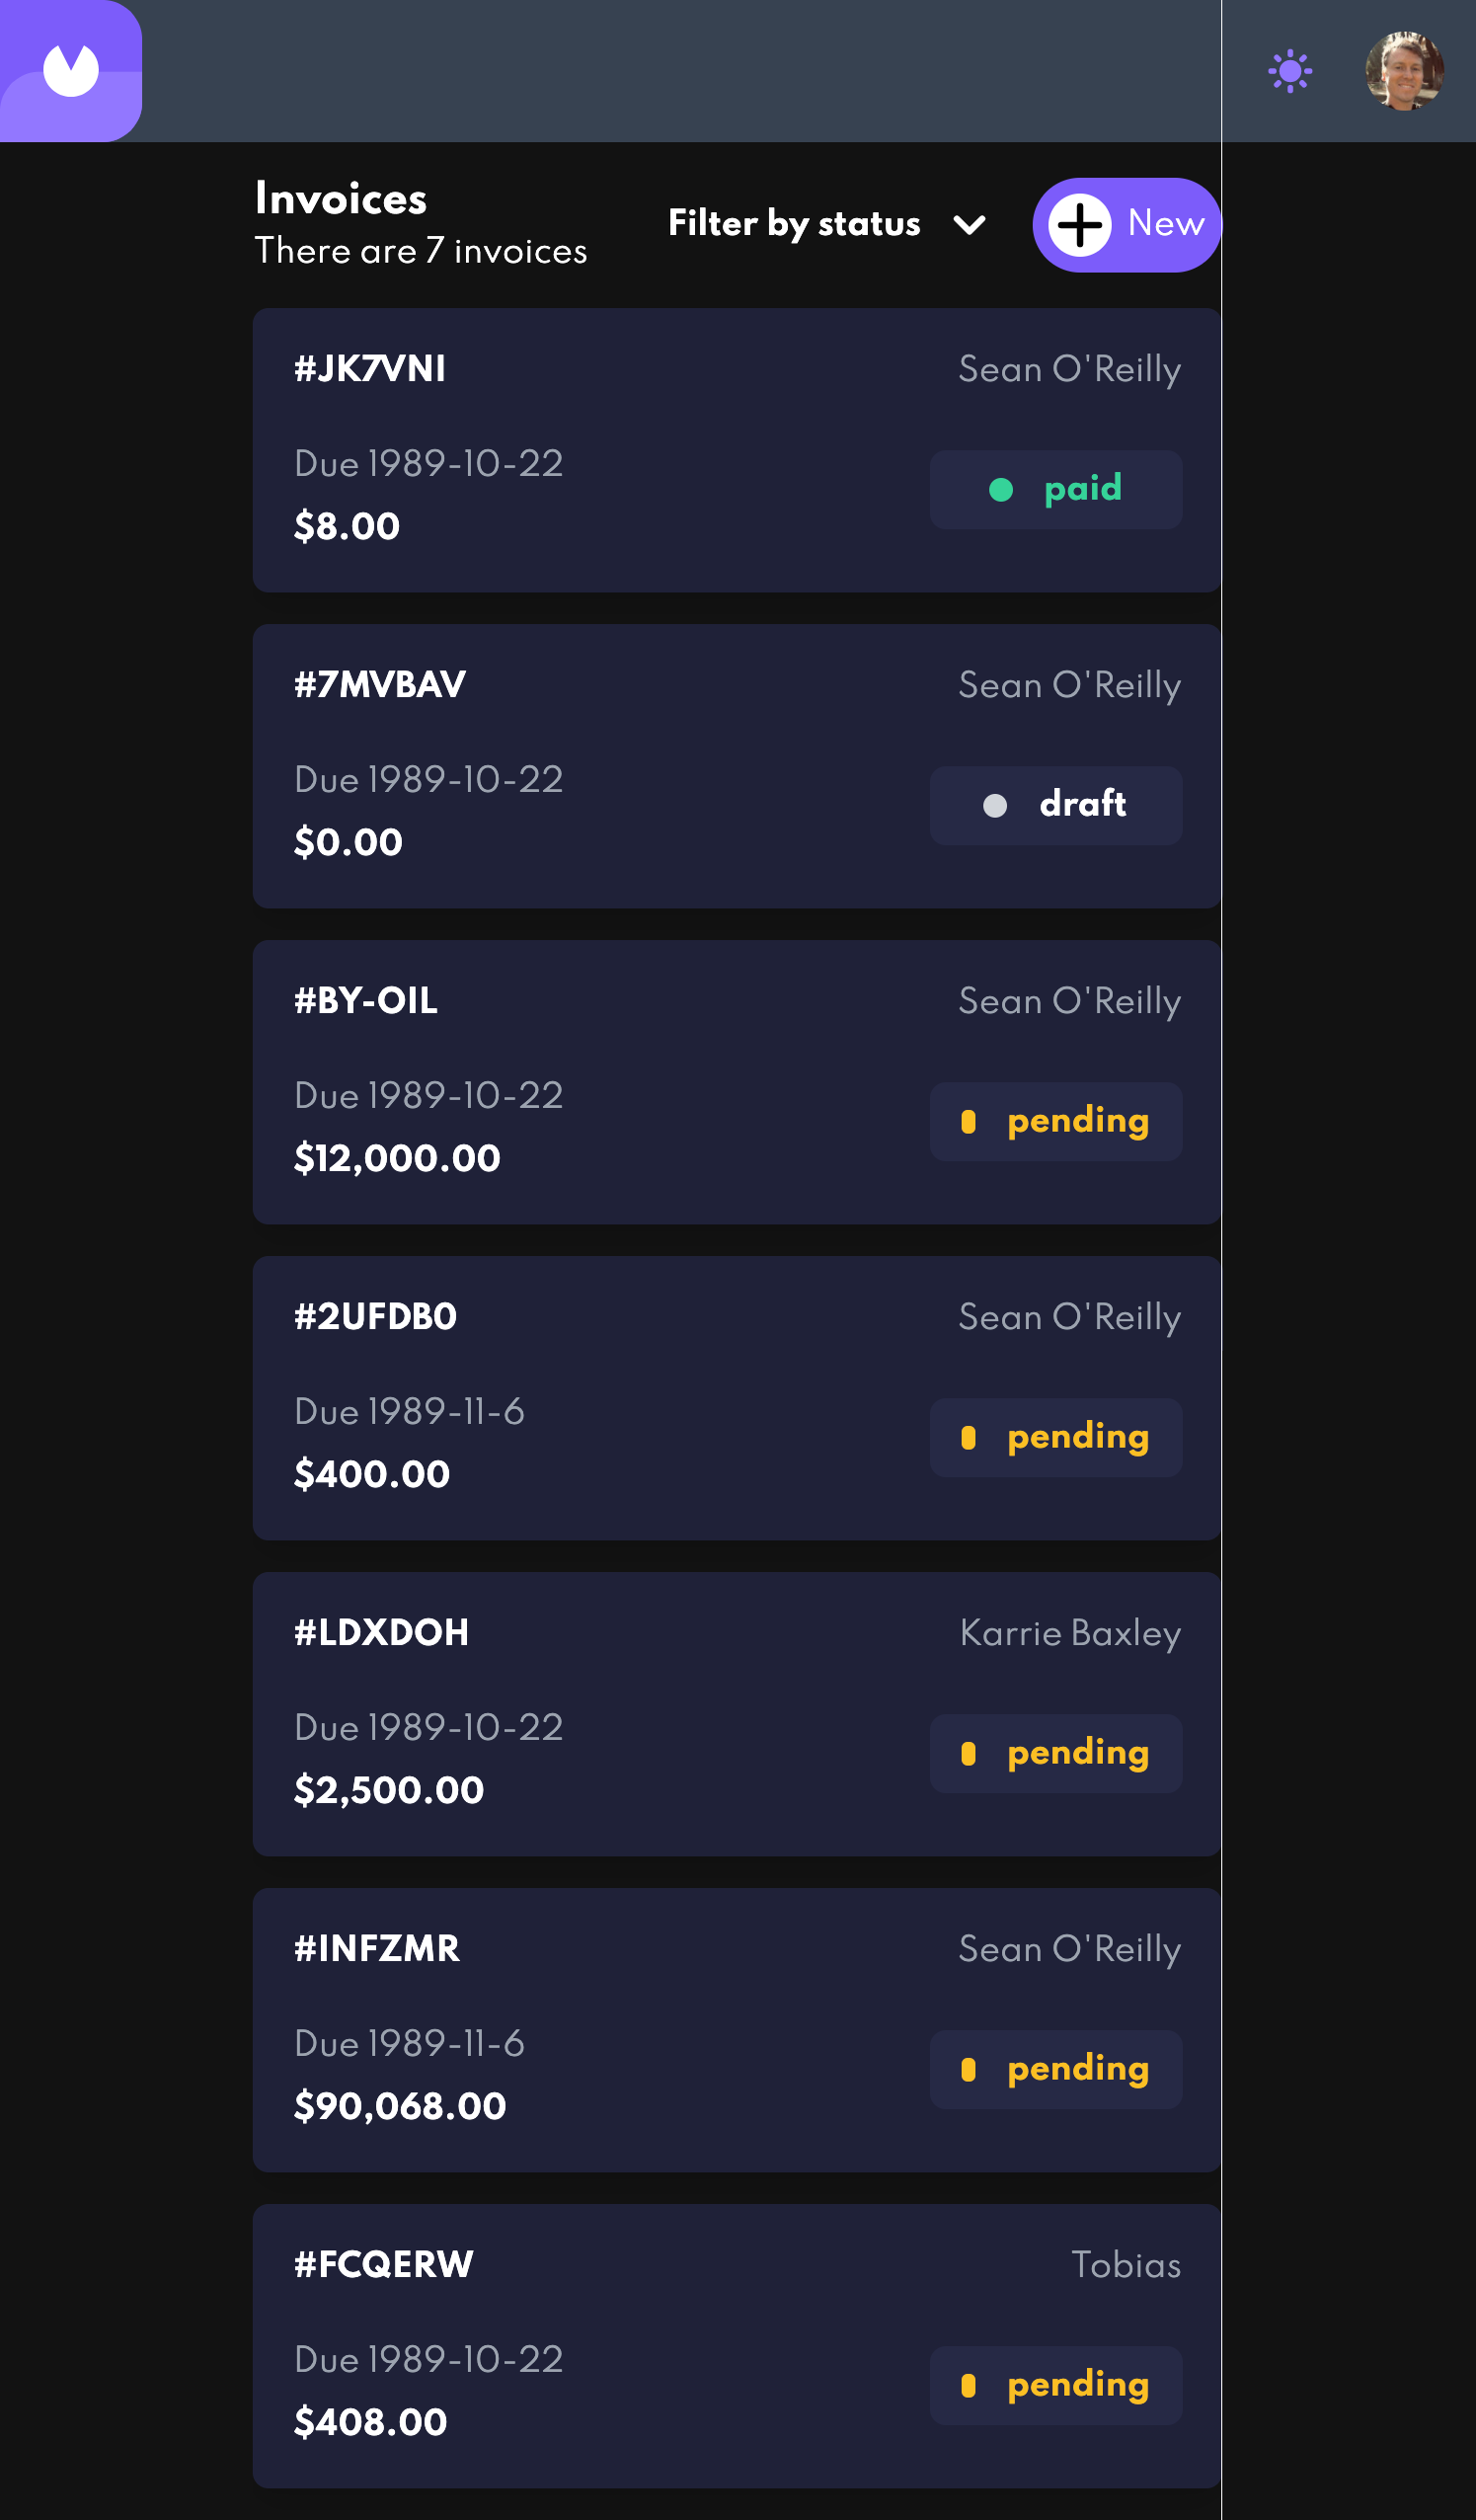 Invoices
There are 7 invoices
Filter by status
New
#JK7VNI
Sean O'Reilly
Due 1989-10-22
$8.00
paid
#7MVBAV
Sean O'Reilly
Due 1989-10-22
$0.00
draft
#BY-OIL
Sean O'Reilly
Due 1989-10-22
$12,000.00
pending
#2UFDB0
Sean O'Reilly
Due 1989-11-6
$400.00
pending
#LDXDOH
Karrie Baxley
Due 1989-10-22
$2,500.00
pending
#INFZMR
Sean O'Reilly
Due 1989-11-6
$90,068.00
pending
#FCQERW
Tobias
Due 1989-10-22
$408.00
pending